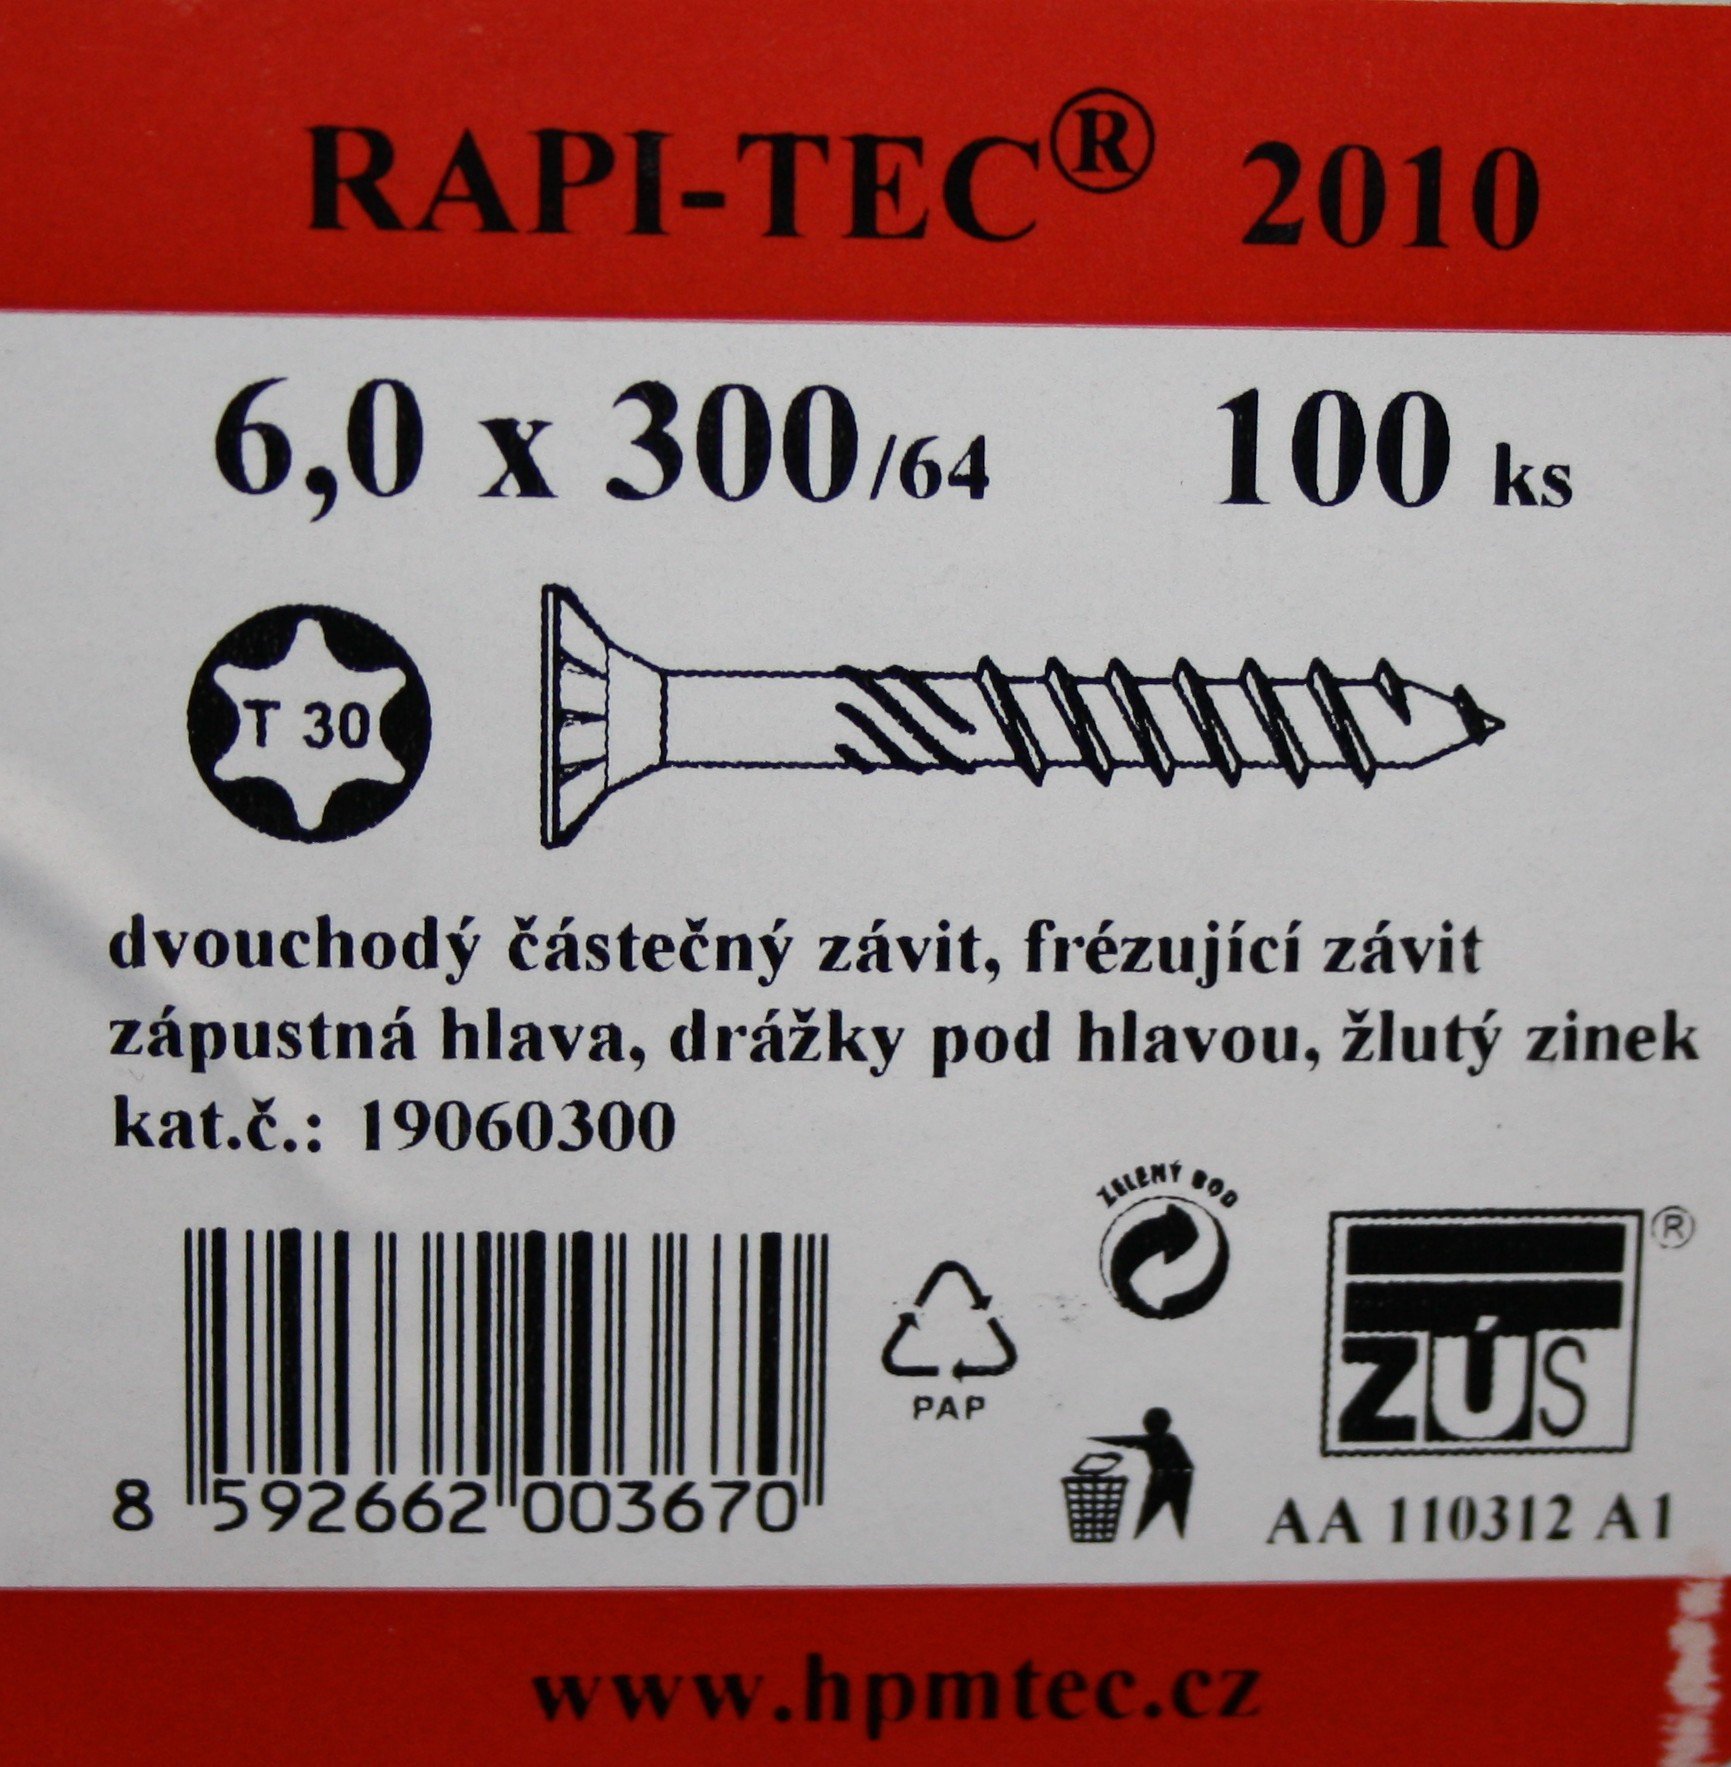 RAPI-TEC® 2010
6,0 x 300/64 100 ks
T 30
dvouchodý částečný závit, frézující závit
zápustná hlava, drážky pod hlavou, žlutý zinek
kat.č.: 19060300
ZELENÝ BOD
ZÚS ®
PAP
8 592662 003670
AA 110312 A1
www.hpmtec.cz